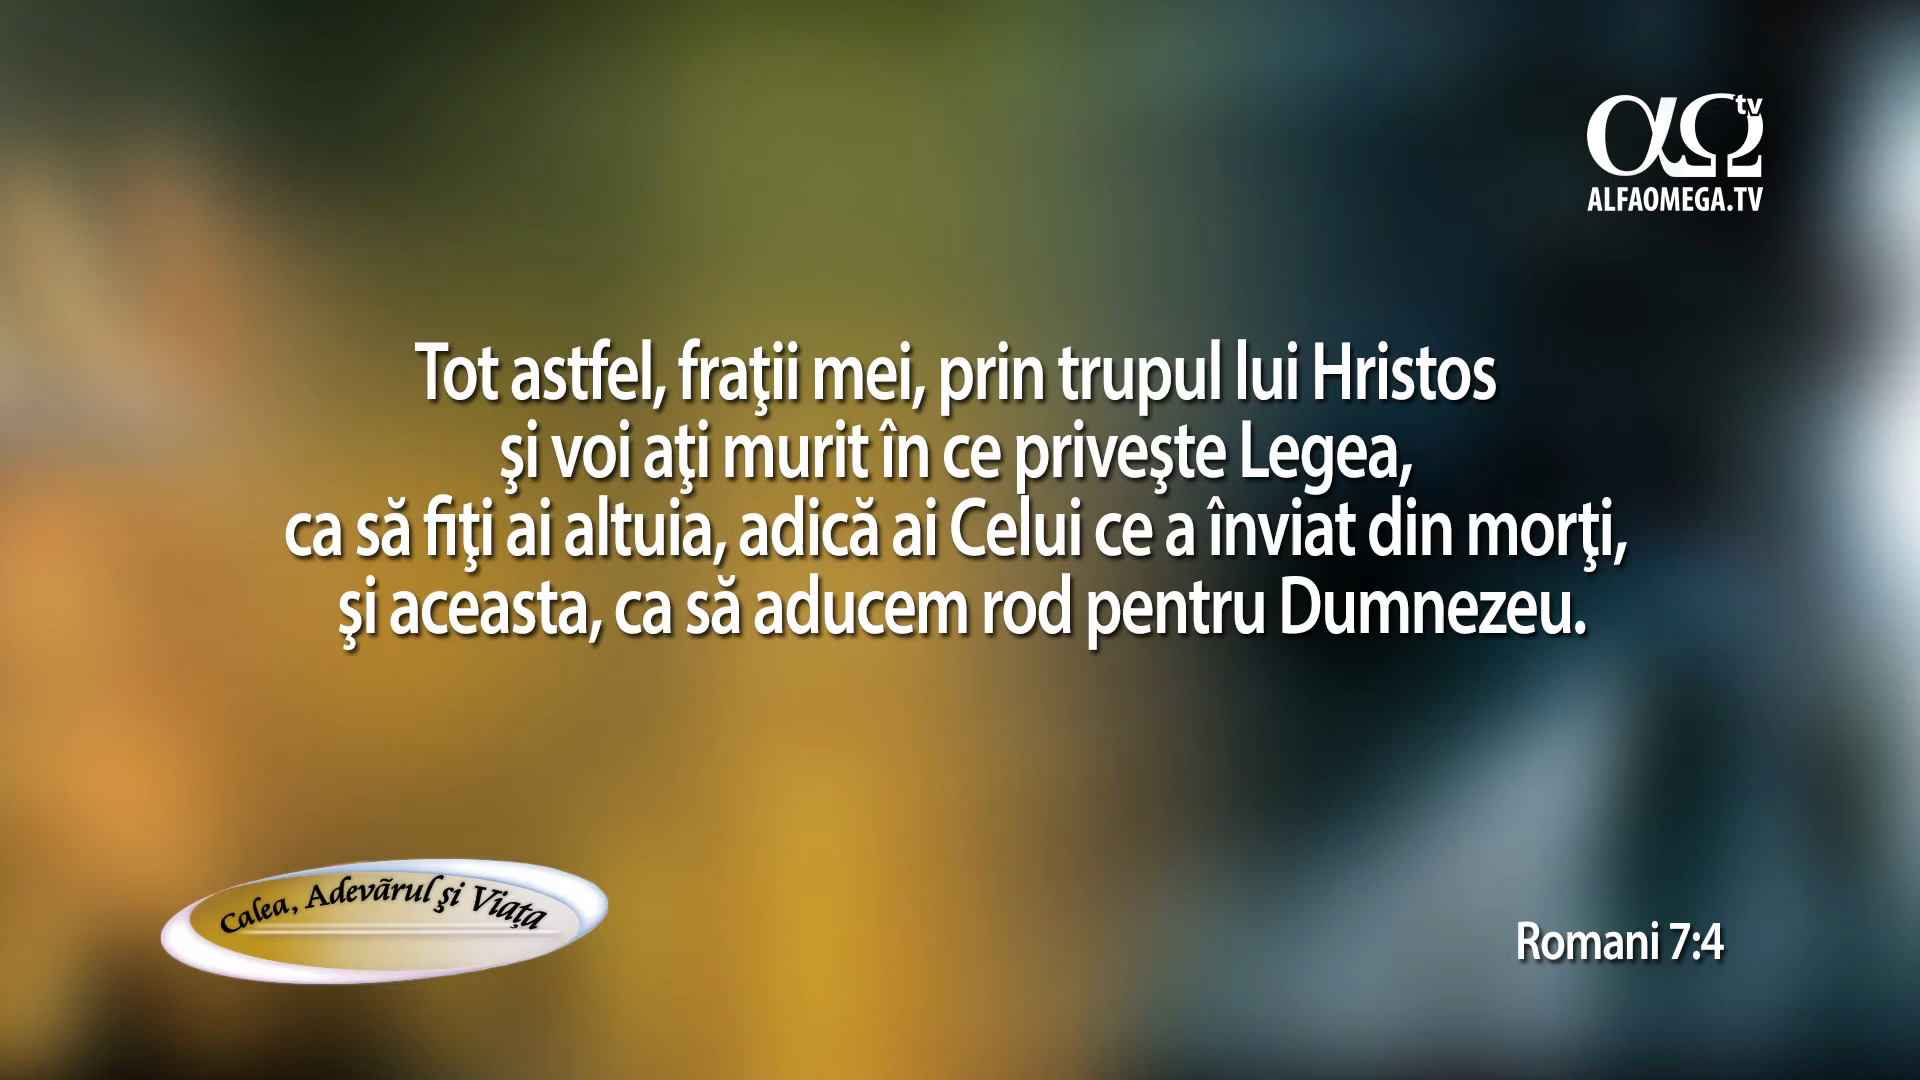 tv
ALFAOMEGA.TV
Tot astfel, fraţii mei, prin trupul lui Hristos
şi voi aţi murit în ce priveşte Legea,
ca să fiţi ai altuia, adică ai Celui ce a înviat din morţi,
şi aceasta, ca să aducem rod pentru Dumnezeu.
Calea, Adevãrul şi Viaţa
Romani 7:4